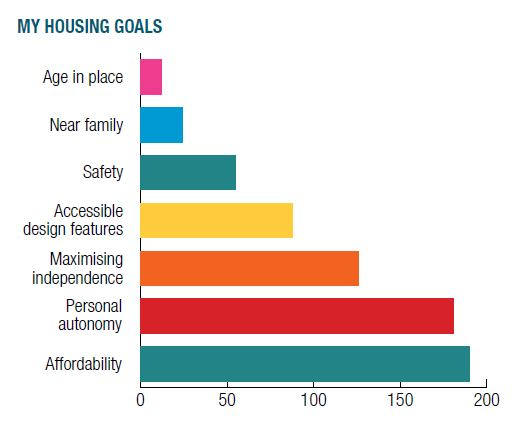 MY HOUSING GOALS
Age in place
Near family
Safety
Accessible
design features
Maximising
independence
Personal
autonomy
Affordability
0 50 100 150 200